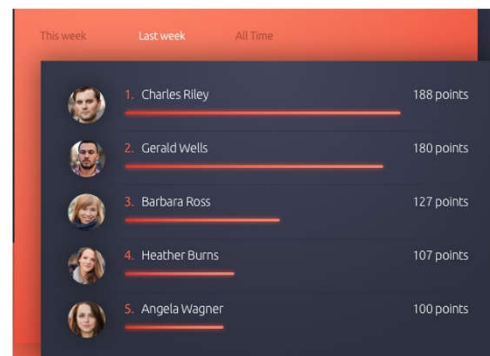 This week Last week All Time
1. Charles Riley 188 points
2. Gerald Wells 180 points
3. Barbara Ross 127 points
4. Heather Burns 107 points
5. Angela Wagner 100 points